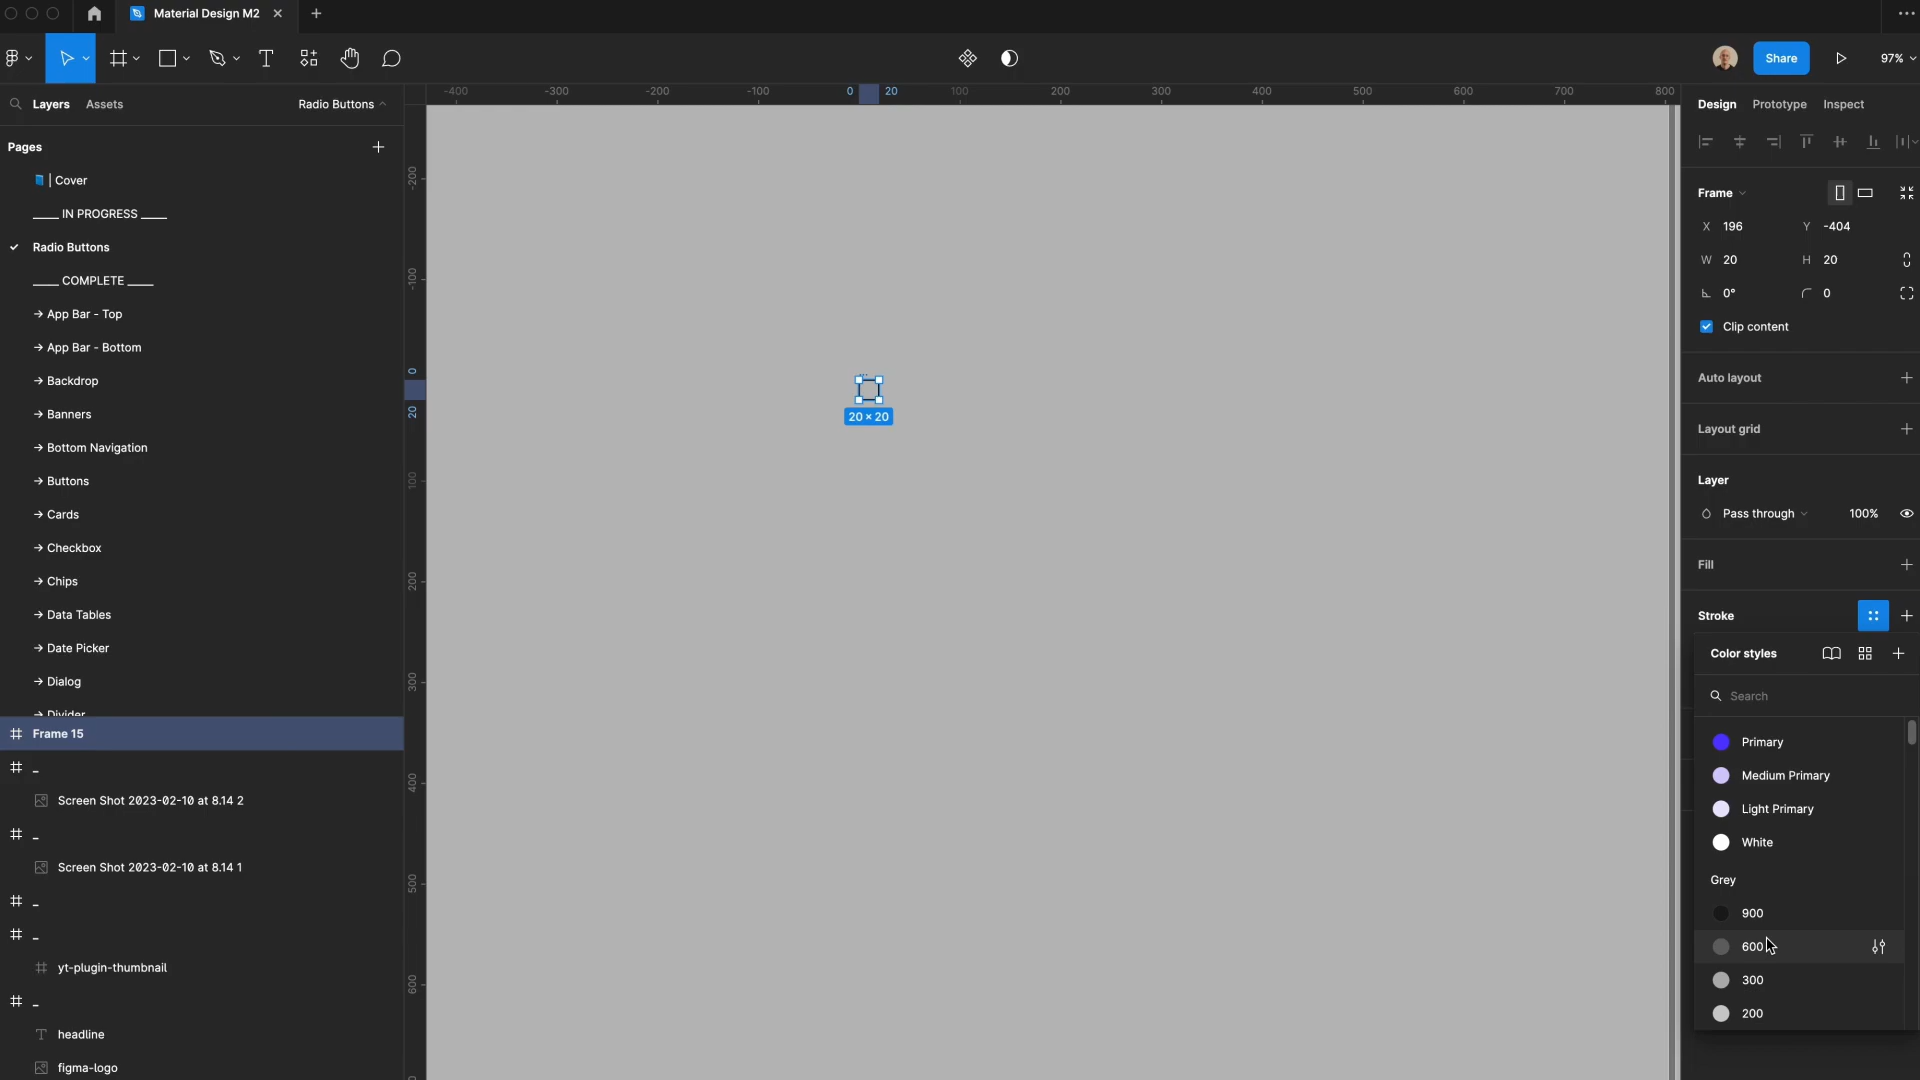 Material Design M2
Share
97%
Layers
Assets
Radio Buttons
-400
-300
-200
-100
0
20
100
200
300
400
500
600
700
800
Design
Prototype
Inspect
Pages
| Cover
____ IN PROGRESS ____
Radio Buttons
____ COMPLETE ____
→ App Bar - Top
→ App Bar - Bottom
→ Backdrop
→ Banners
→ Bottom Navigation
→ Buttons
→ Cards
→ Checkbox
→ Chips
→ Data Tables
→ Date Picker
→ Dialog
→ Divider
Frame 15
_
Screen Shot 2023-02-10 at 8.14 2
_
Screen Shot 2023-02-10 at 8.14 1
_
_
yt-plugin-thumbnail
_
headline
figma-logo
-200
-100
0
20
100
200
300
400
500
600
20 × 20
Frame
X 196
Y -404
W 20
H 20
0°
0
Clip content
Auto layout
Layout grid
Layer
Pass through
100%
Fill
Stroke
Color styles
Search
Primary
Medium Primary
Light Primary
White
Grey
900
600
300
200